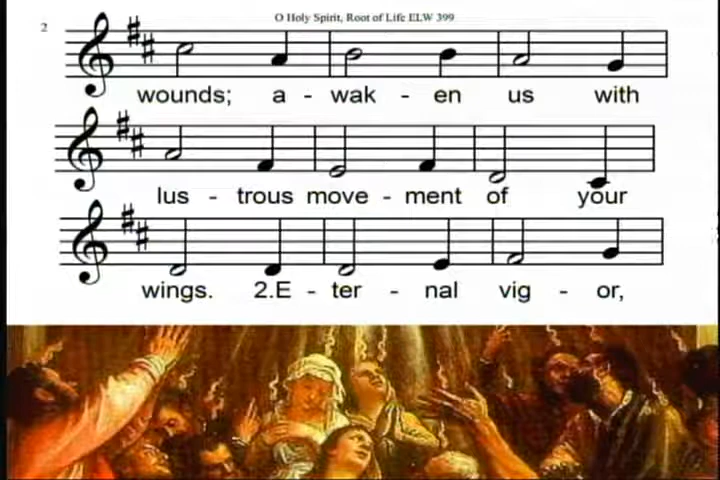 O Holy Spirit, Root of Life ELW 399
2
wounds; a - wak - en us with
lus - trous move - ment of your
wings. 2.E - ter - nal vig - or,